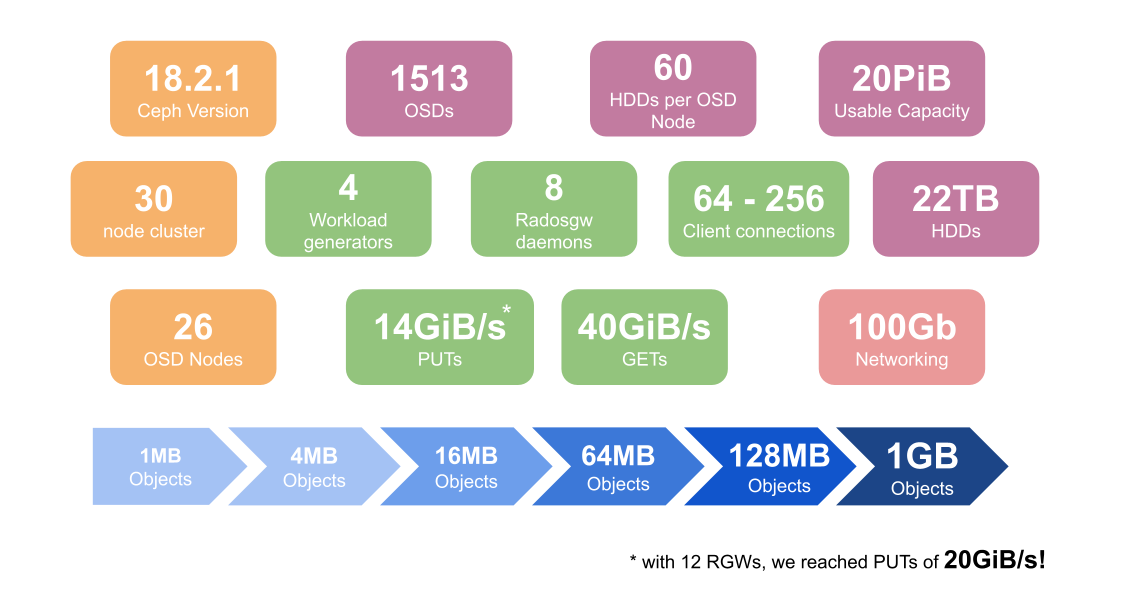 18.2.1
Ceph Version
1513
OSDs
60
HDDs per OSD
Node
20PiB
Usable Capacity
30
node cluster
4
Workload
generators
8
Radosgw
daemons
64 - 256
Client connections
22TB
HDDs
26
OSD Nodes
14GiB/s*
PUTs
40GiB/s
GETs
100Gb
Networking
1MB
Objects
4MB
Objects
16MB
Objects
64MB
Objects
128MB
Objects
1GB
Objects
* with 12 RGWs, we reached PUTs of 20GiB/s!